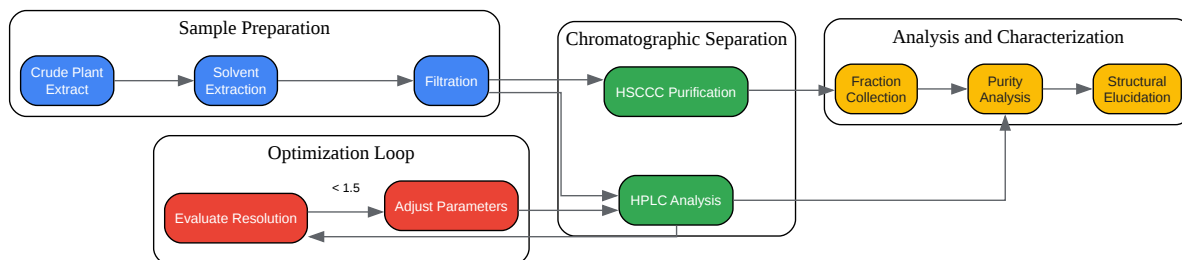 Sample Preparation
Crude Plant
Extract
Solvent
Extraction
Filtration
Chromatographic Separation
HSCCC Purification
HPLC Analysis
Analysis and Characterization
Fraction
Collection
Purity
Analysis
Structural
Elucidation
Optimization Loop
Evaluate Resolution
< 1.5
Adjust Parameters